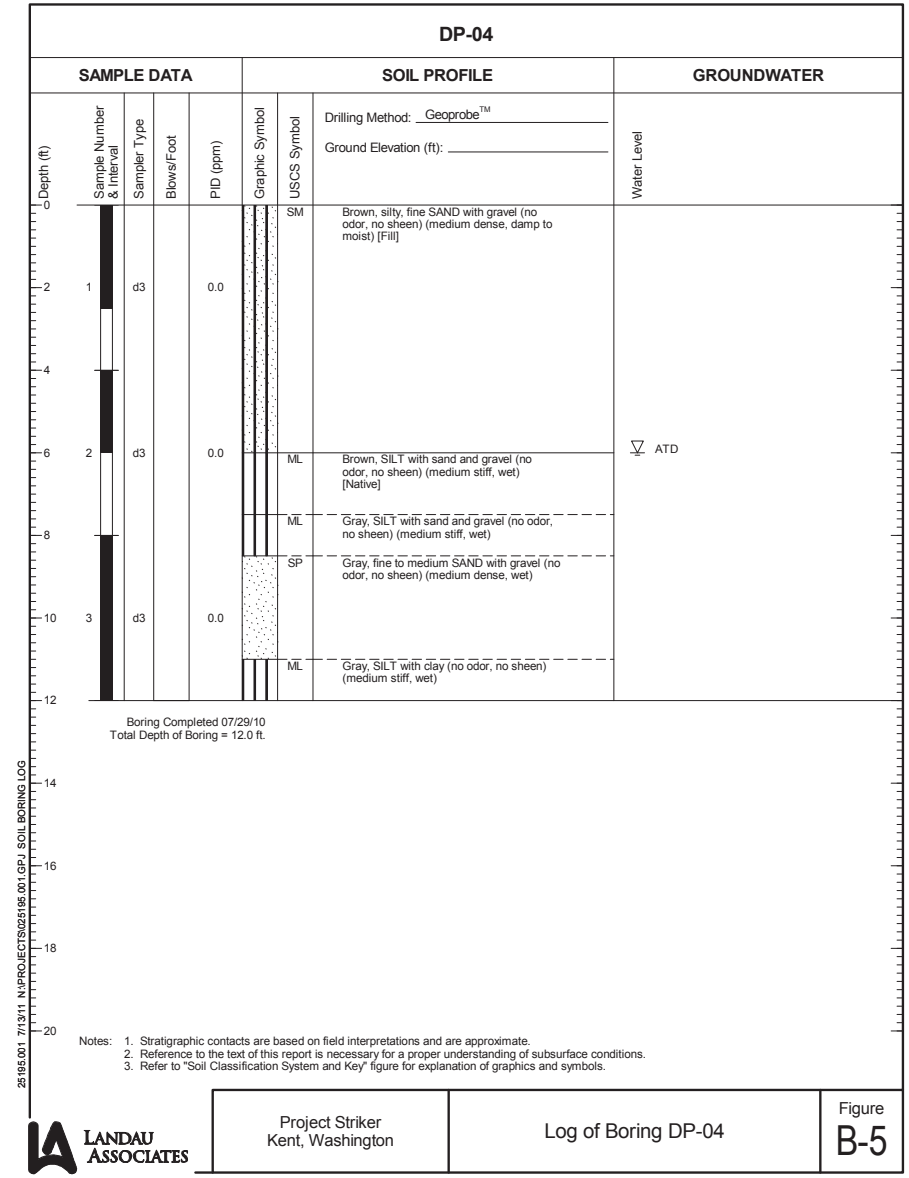 DP-04
SAMPLE DATA
SOIL PROFILE
GROUNDWATER
Depth (ft)
Sample Number
& Interval
Sampler Type
Blows/Foot
PID (ppm)
Graphic Symbol
USCS Symbol
Drilling Method: Geoprobe™
Ground Elevation (ft):
Water Level
0
SM
Brown, silty, fine SAND with gravel (no
odor, no sheen) (medium dense, damp to
moist) [Fill]
2
1
d3
0.0
4
6
2
d3
0.0
ATD
ML
Brown, SILT with sand and gravel (no
odor, no sheen) (medium stiff, wet)
[Native]
ML
Gray, SILT with sand and gravel (no odor,
no sheen) (medium stiff, wet)
8
SP
Gray, fine to medium SAND with gravel (no
odor, no sheen) (medium dense, wet)
10
3
d3
0.0
ML
Gray, SILT with clay (no odor, no sheen)
(medium stiff, wet)
12
Boring Completed 07/29/10
Total Depth of Boring = 12.0 ft.
14
16
18
20
25195.001 7/13/11 N:\PROJECTS\025195.001.GPJ SOIL BORING LOG
Notes: 1. Stratigraphic contacts are based on field interpretations and are approximate.
2. Reference to the text of this report is necessary for a proper understanding of subsurface conditions.
3. Refer to "Soil Classification System and Key" figure for explanation of graphics and symbols.
LA
LANDAU
ASSOCIATES
Project Striker
Kent, Washington
Log of Boring DP-04
Figure
B-5